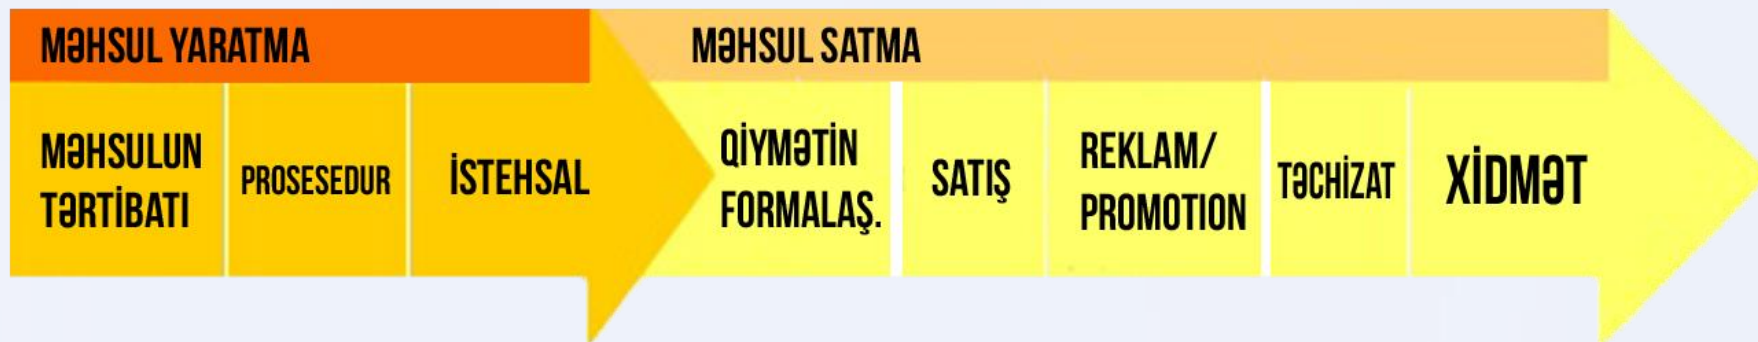 MƏHSUL YARATMA
MƏHSULUN
TƏRTİBATI
PROSESEDUR
İSTEHSAL
MƏHSUL SATMA
QİYMƏTİN
FORMALAŞ.
SATIŞ
REKLAM/
PROMOTION
TƏCHİZAT
XİDMƏT